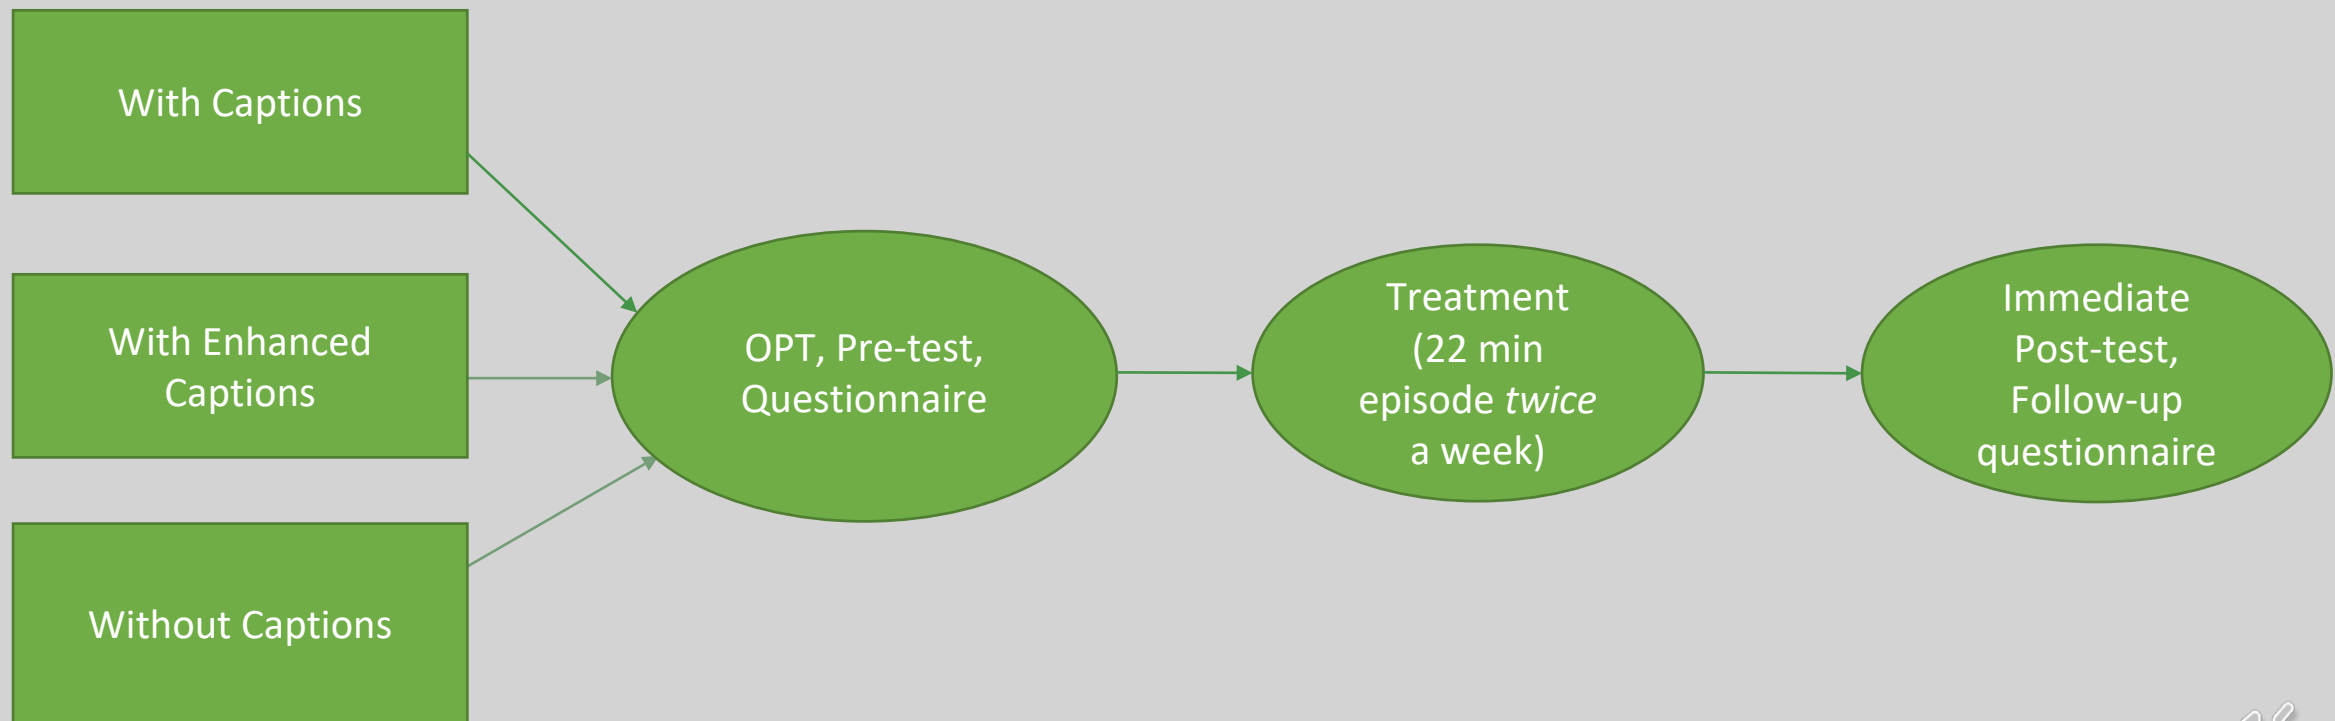 With Captions
With Enhanced
Captions
Without Captions
OPT, Pre-test,
Questionnaire
Treatment
(22 min
episode twice
a week)
Immediate
Post-test,
Follow-up
questionnaire